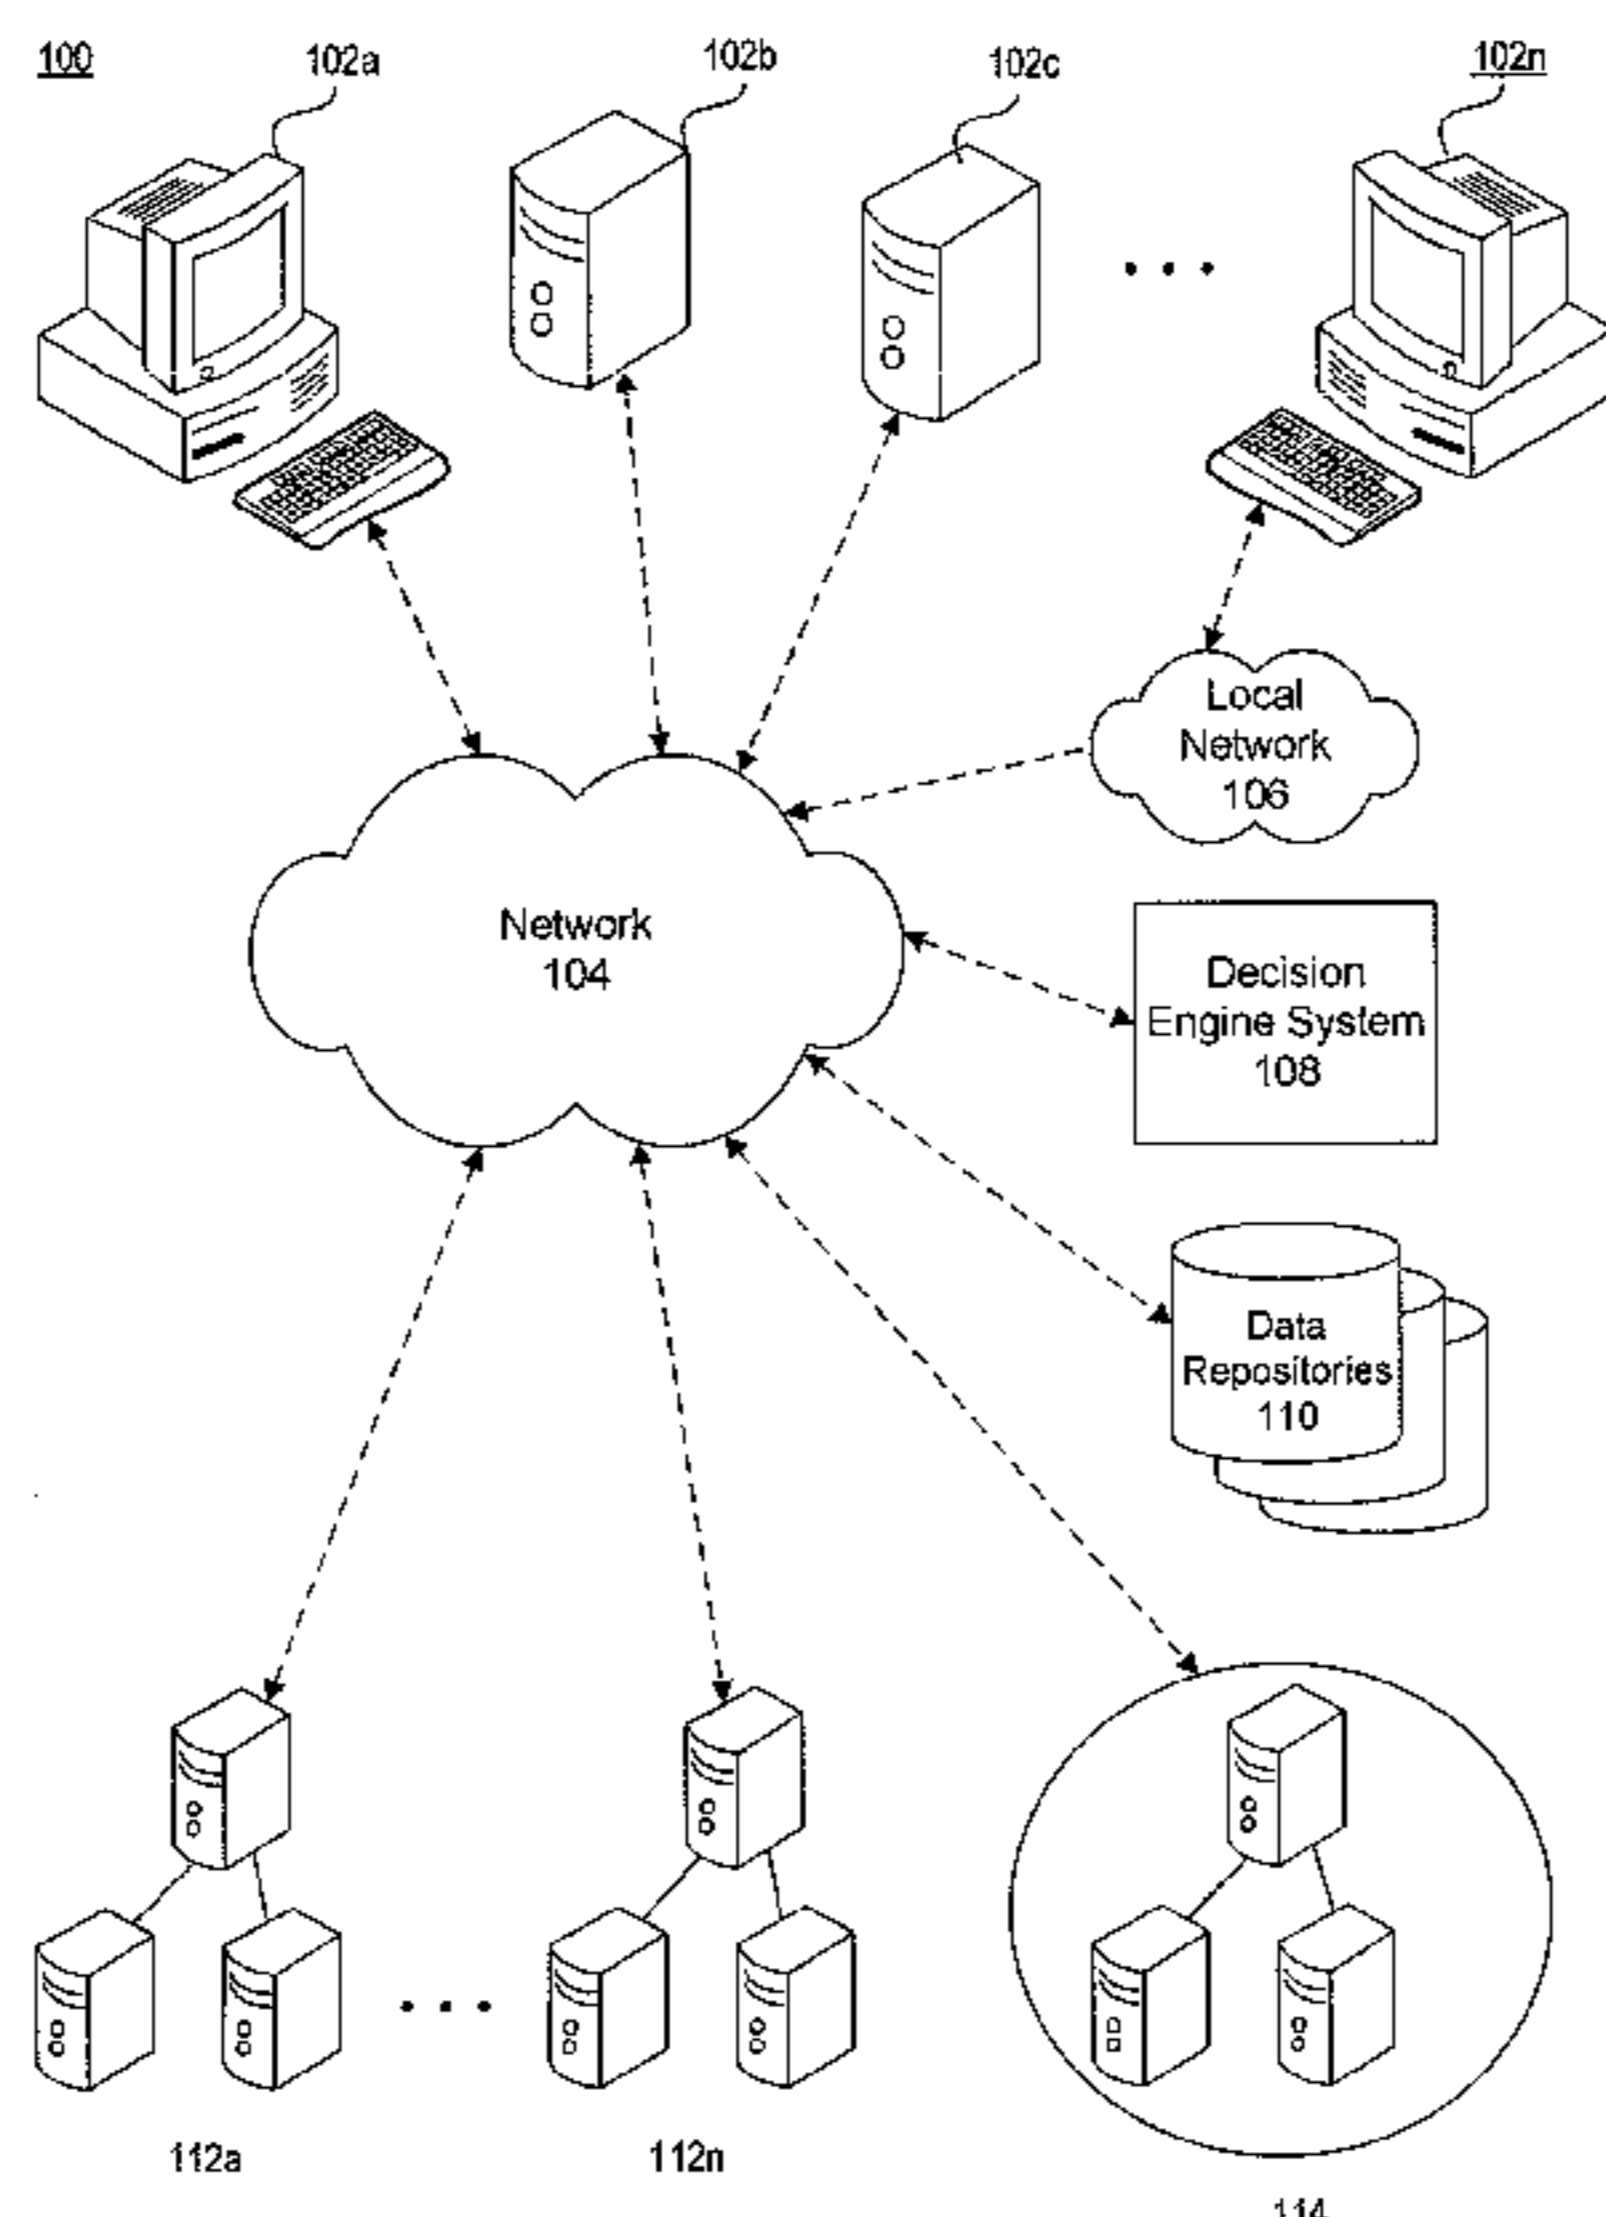 100
102a
102b
102c
102n
Local
Network
106
Network
104
Decision
Engine System
108
Data
Repositories
110
112a
112n
114